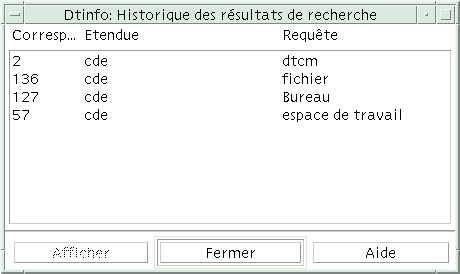 Dtinfo: Historique des résultats de recherche
Corresp... Etendue Requête
2 cde dtcm
136 cde fichier
127 cde Bureau
57 cde espace de travail
Afficher Fermer Aide